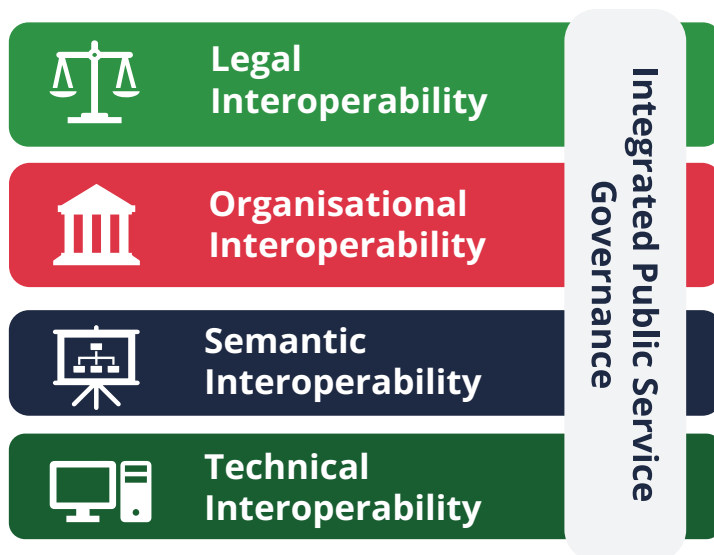 Legal
Interoperability
Organisational
Interoperability
Semantic
Interoperability
Technical
Interoperability
Integrated Public Service
Governance